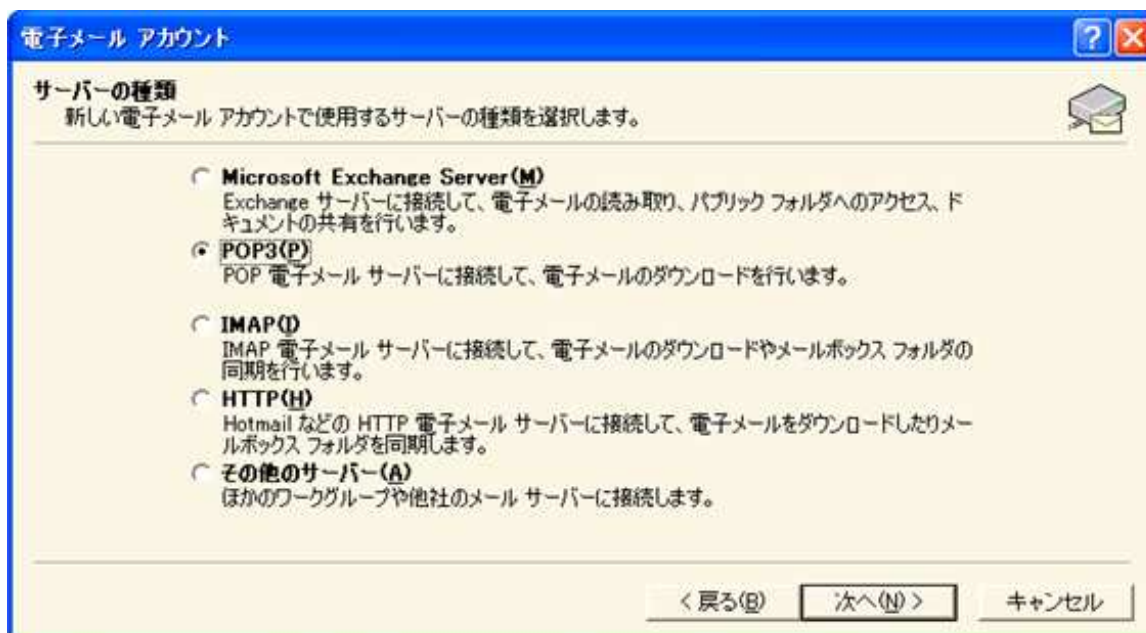 電子メール アカウント
サーバーの種類
新しい電子メール アカウントで使用するサーバーの種類を選択します。
Microsoft Exchange Server(M)
Exchange サーバーに接続して、電子メールの読み取り、パブリック フォルダへのアクセス、ド
キュメントの共有を行います。
POP3(P)
POP 電子メール サーバーに接続して、電子メールのダウンロードを行います。
IMAP(I)
IMAP 電子メール サーバーに接続して、電子メールのダウンロードやメールボックス フォルダの
同期を行います。
HTTP(H)
Hotmail などの HTTP 電子メール サーバーに接続して、電子メールをダウンロードしたりメー
ルボックス フォルダを同期します。
その他のサーバー(A)
ほかのワークグループや他社のメール サーバーに接続します。
< 戻る(B) 次へ(N) > キャンセル